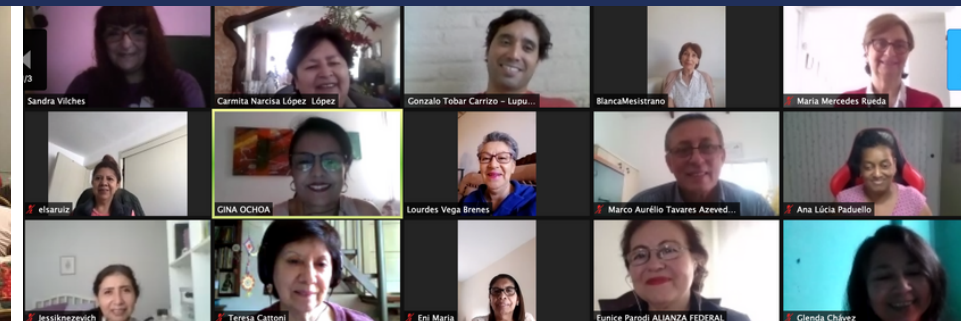 /3
Sandra Vilches
Carmita Narcisa López López
Gonzalo Tobar Carrizo – Lupu...
BlancaMesistrano
Maria Mercedes Rueda
elsaruiz
GINA OCHOA
Lourdes Vega Brenes
Marco Aurélio Tavares Azeved...
Ana Lúcia Paduello
Jessiknezevich
Teresa Cattoni
Eni Maria
Eunice Parodi ALIANZA FEDERAL
Glenda Chávez